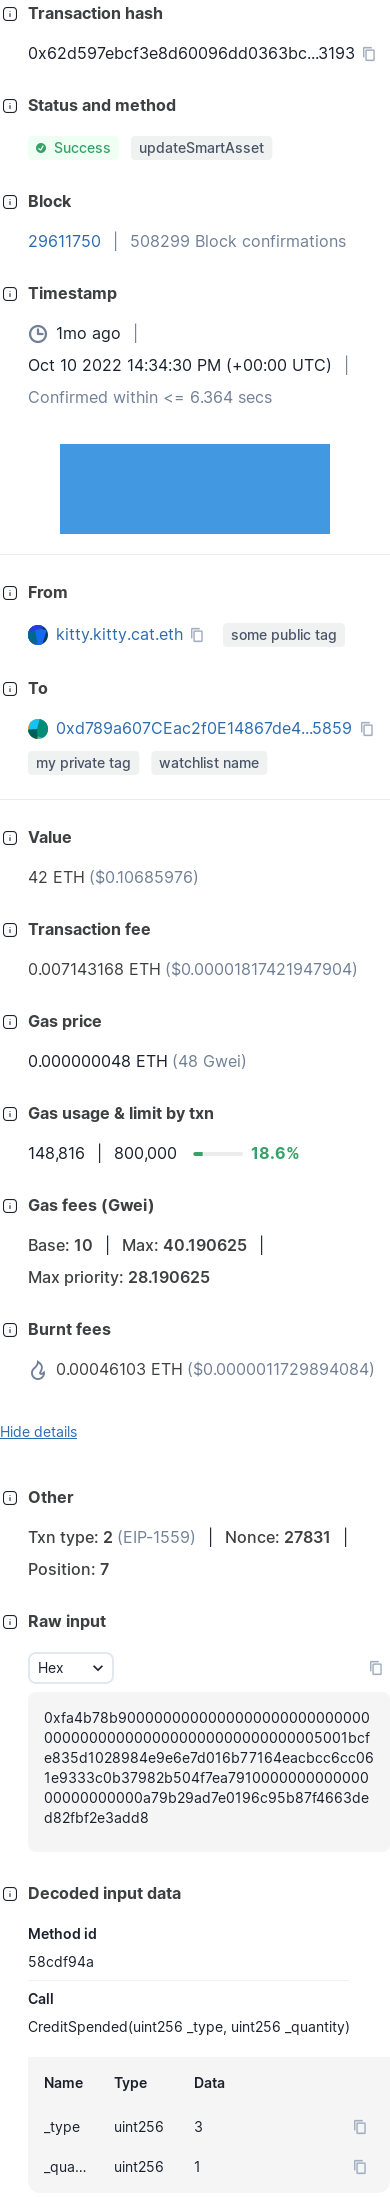 Transaction hash
0x62d597ebcf3e8d60096dd0363bc...3193
Status and method
Success updateSmartAsset
Block
29611750 | 508299 Block confirmations
Timestamp
1mo ago |
Oct 10 2022 14:34:30 PM (+00:00 UTC) |
Confirmed within <= 6.364 secs
From
kitty.kitty.cat.eth some public tag
To
0xd789a607CEac2f0E14867de4...5859
my private tag watchlist name
Value
42 ETH ($0.10685976)
Transaction fee
0.007143168 ETH ($0.00001817421947904)
Gas price
0.000000048 ETH (48 Gwei)
Gas usage & limit by txn
148,816 | 800,000 18.6%
Gas fees (Gwei)
Base: 10 | Max: 40.190625 |
Max priority: 28.190625
Burnt fees
0.00046103 ETH ($0.0000011729894084)
Hide details
Other
Txn type: 2 (EIP-1559) | Nonce: 27831 |
Position: 7
Raw input
Hex
0xfa4b78b90000000000000000000000000
000000000000000000000000000005001bcf
e835d1028984e9e6e7d016b77164eacbcc6cc06
1e9333c0b37982b504f7ea7910000000000000
00000000000a79b29ad7e0196c95b87f4663de
d82fbf2e3add8
Decoded input data
Method id
58cdf94a
Call
CreditSpended(uint256 _type, uint256 _quantity)
Name Type Data
_type uint256 3
_qua... uint256 1